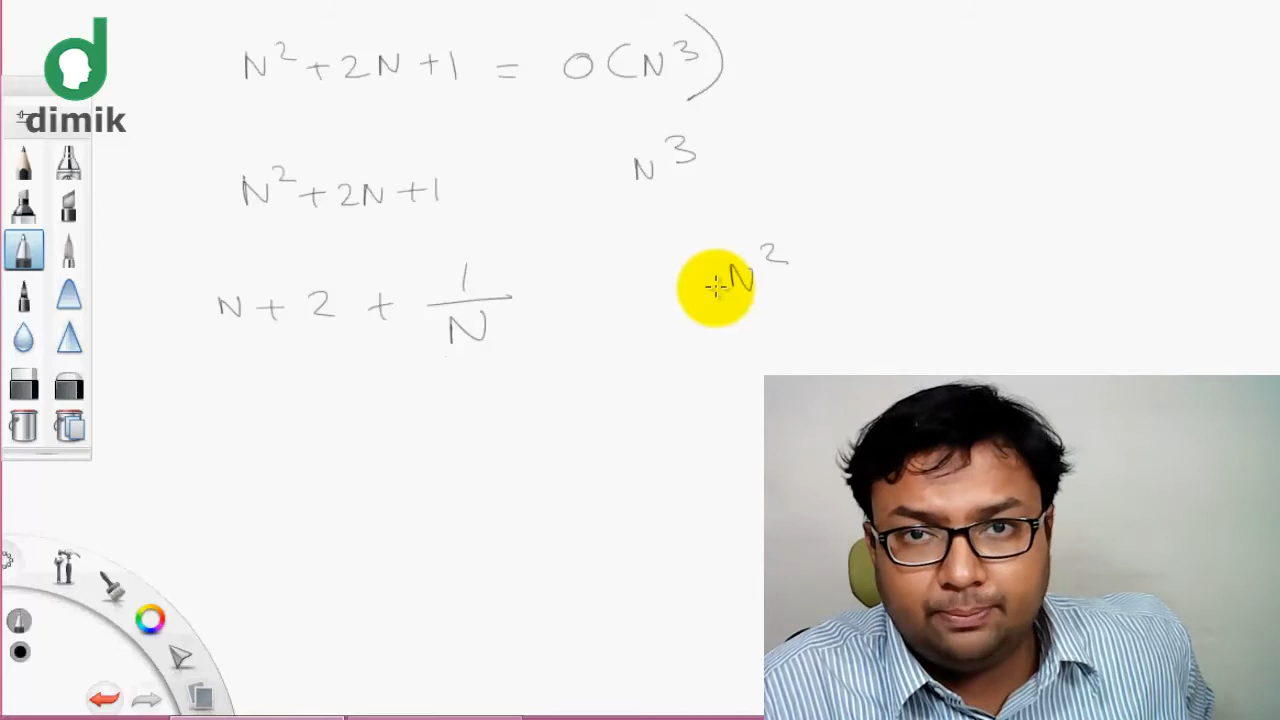 dimik
N² + 2N + 1 = O(N³)
N² + 2N + 1 N³
N + 2 + 1/N N²